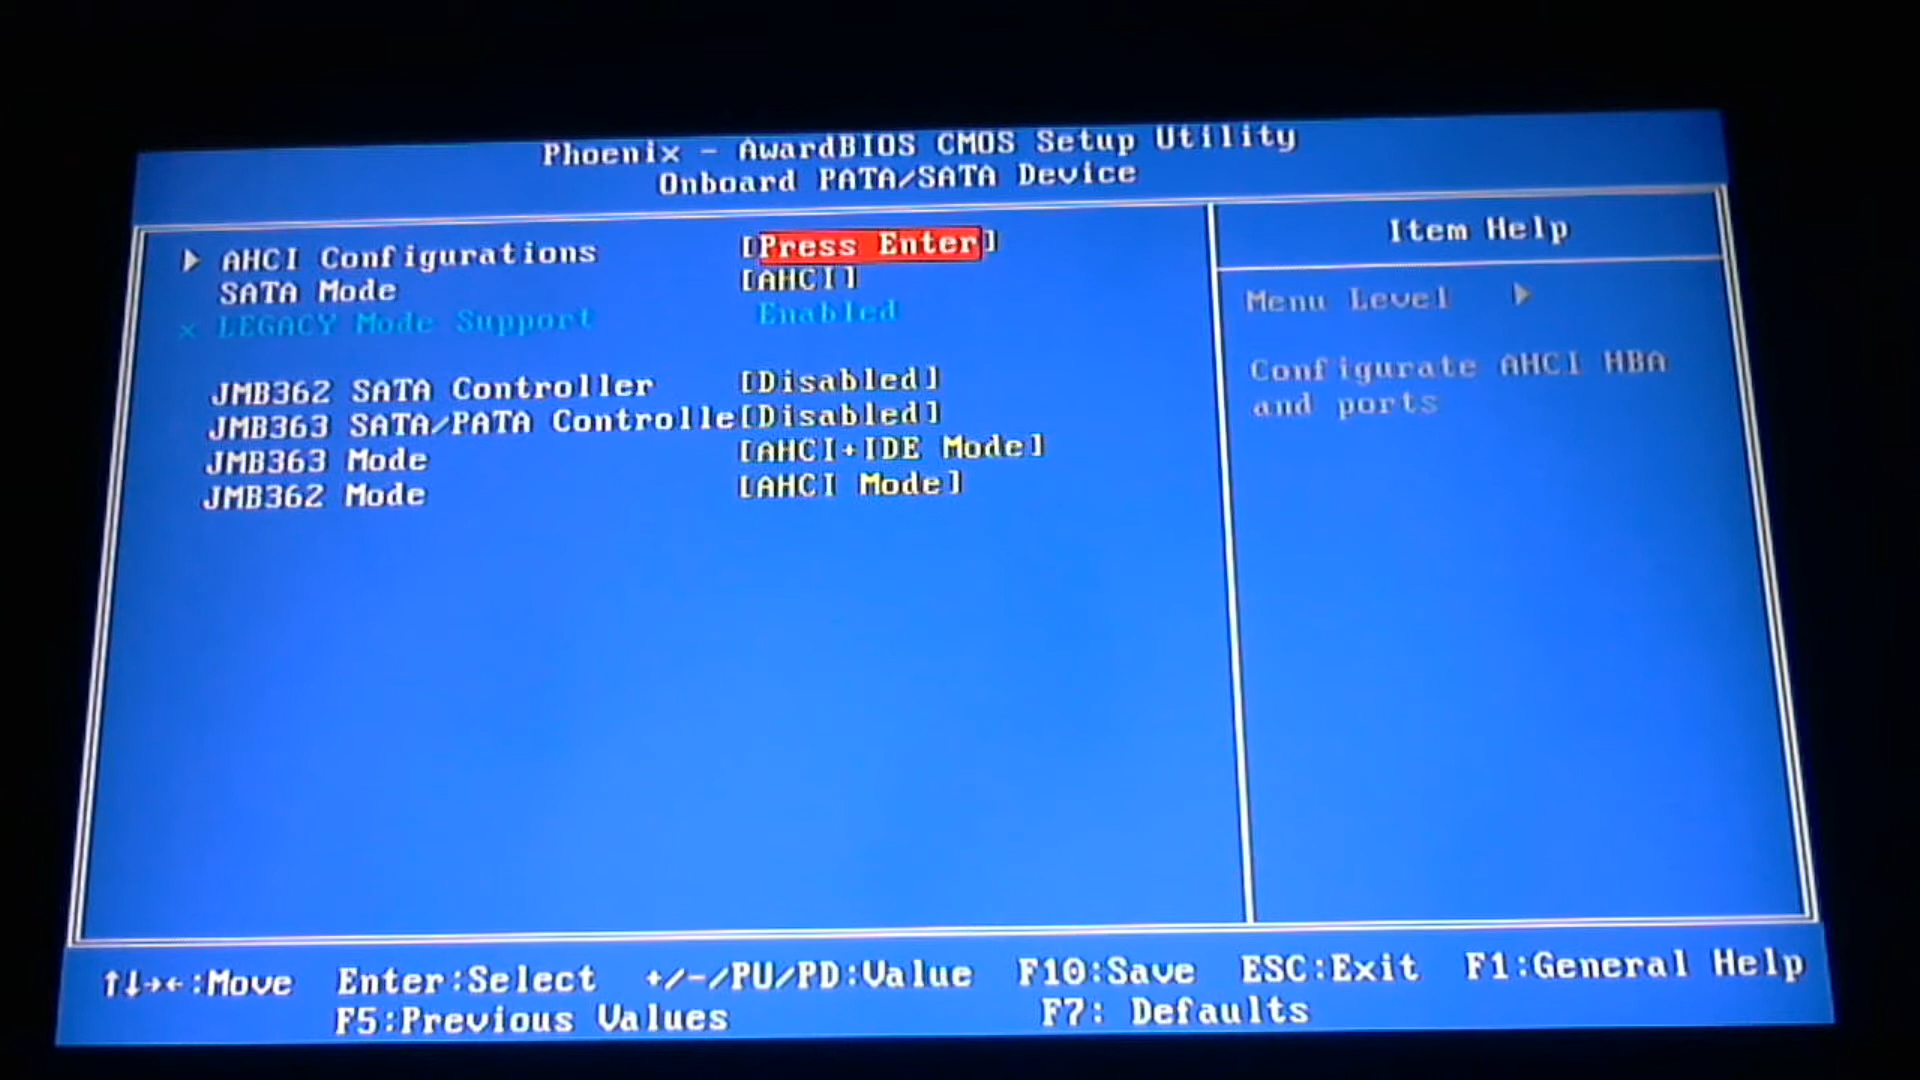 Phoenix - AwardBIOS CMOS Setup Utility
Onboard PATA/SATA Device
▶ AHCI Configurations [Press Enter]
SATA Mode [AHCI]
x LEGACY Mode Support Enabled
JMB362 SATA Controller [Disabled]
JMB363 SATA/PATA Controlle[Disabled]
JMB363 Mode [AHCI+IDE Mode]
JMB362 Mode [AHCI Mode]
Item Help
Menu Level ▶
Configurate AHCI HBA
and ports
↑↓→←:Move Enter:Select +/-/PU/PD:Value F10:Save ESC:Exit F1:General Help
F5:Previous Values F7: Defaults